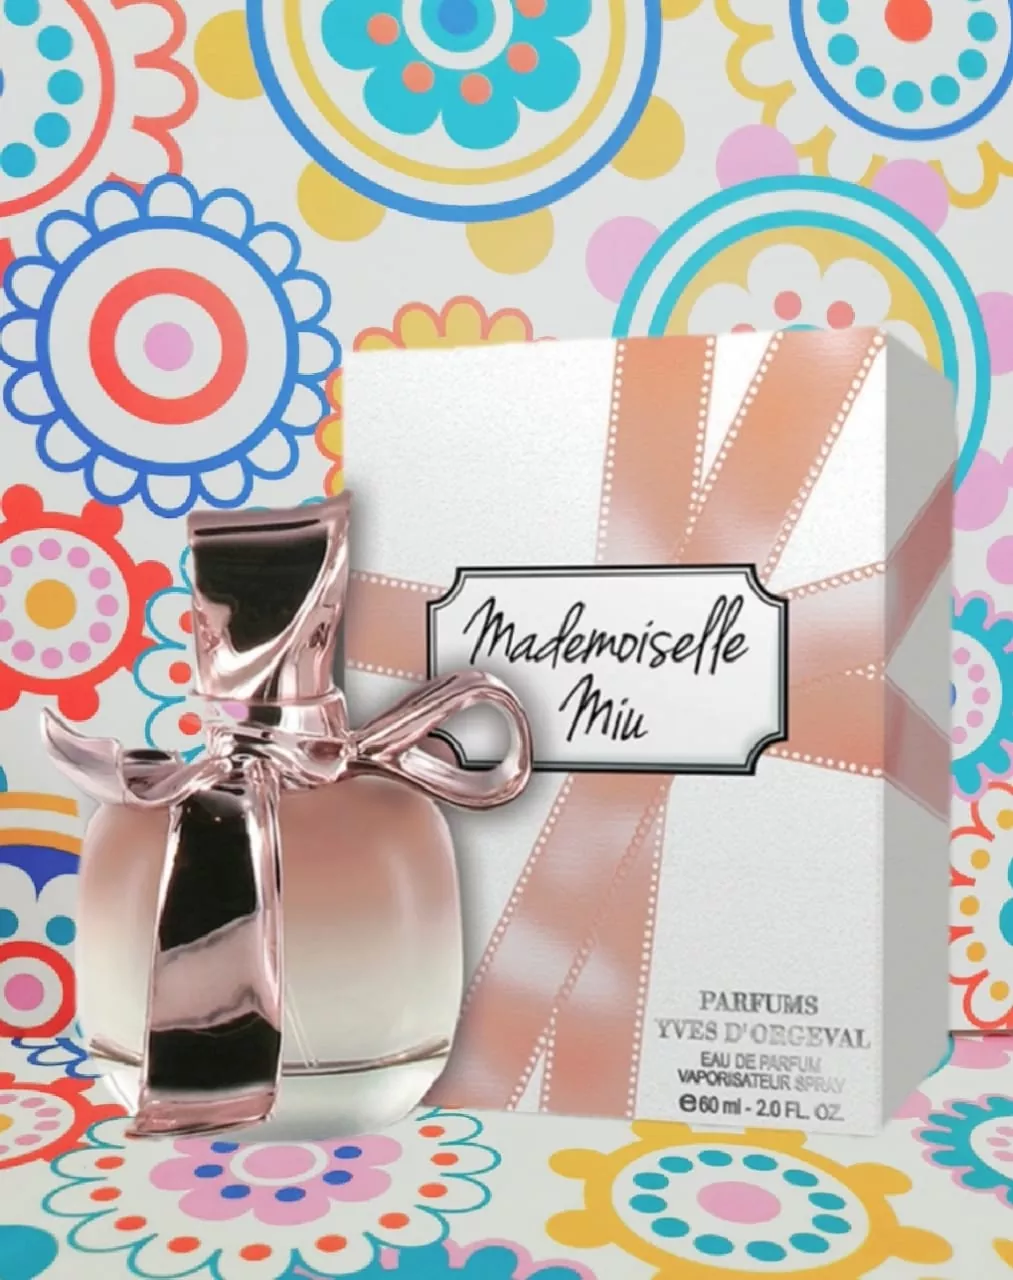 Mademoiselle
Miu
PARFUMS
YVES D'ORGEVAL
EAU DE PARFUM
VAPORISATEUR SPRAY
e 60 ml - 2.0 FL. OZ.